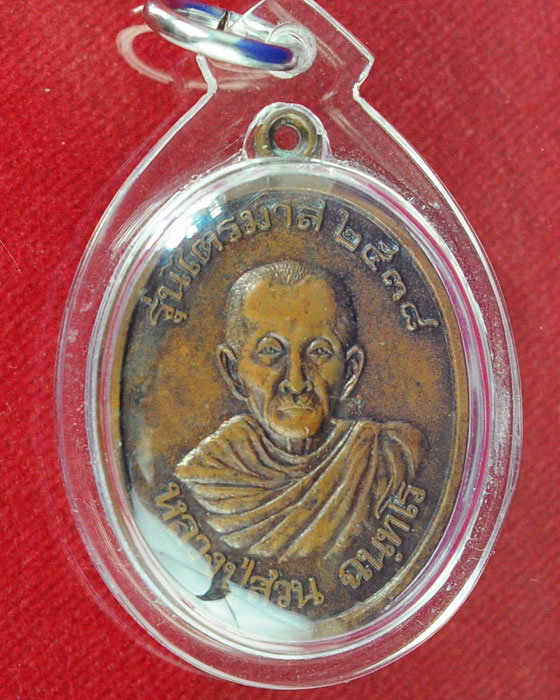 รุ่นไตรมาส ๒๕๓๘
หลวงปู่สวน ฉนฺทโร